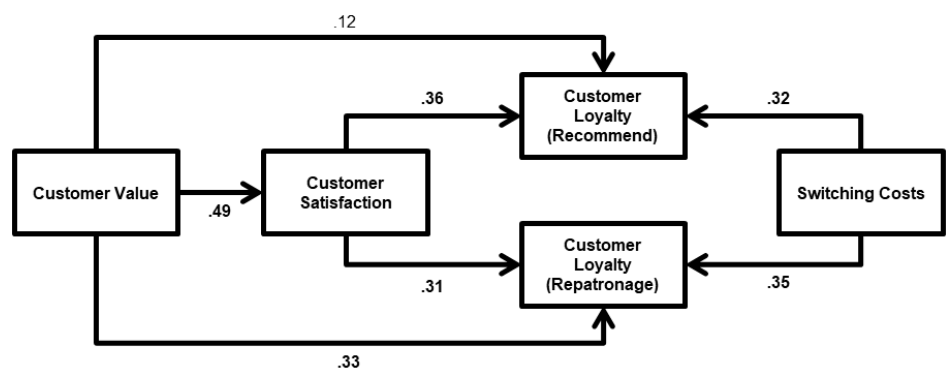 .12
Customer
Loyalty
(Recommend)
.36
.32
Customer Value
.49
Customer
Satisfaction
Switching Costs
Customer
Loyalty
(Repatronage)
.31
.35
.33